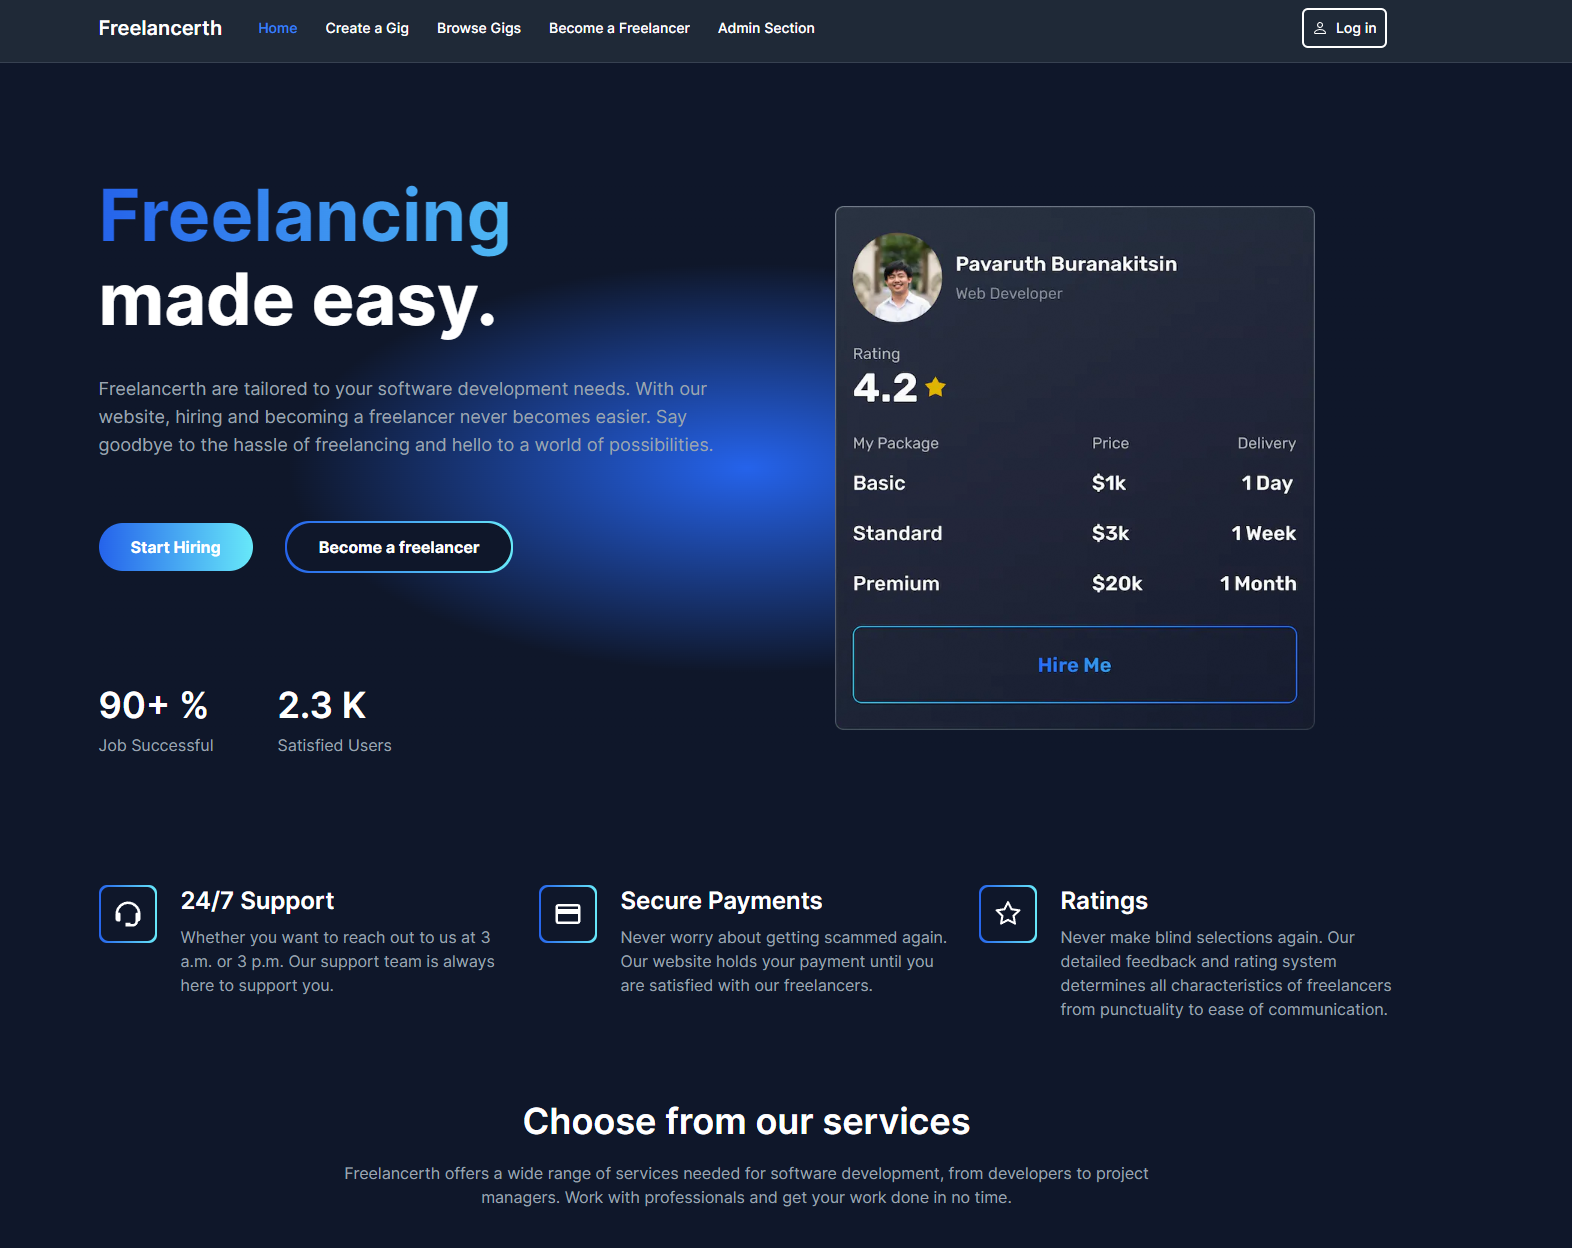 Freelancerth Home Create a Gig Browse Gigs Become a Freelancer Admin Section Log in
Freelancing
made easy.
Freelancerth are tailored to your software development needs. With our
website, hiring and becoming a freelancer never becomes easier. Say
goodbye to the hassle of freelancing and hello to a world of possibilities.
Start Hiring Become a freelancer
90+ % 2.3 K
Job Successful Satisfied Users
Pavaruth Buranakitsin
Web Developer
Rating
4.2
My Package Price Delivery
Basic $1k 1 Day
Standard $3k 1 Week
Premium $20k 1 Month
Hire Me
24/7 Support
Whether you want to reach out to us at 3
a.m. or 3 p.m. Our support team is always
here to support you.
Secure Payments
Never worry about getting scammed again.
Our website holds your payment until you
are satisfied with our freelancers.
Ratings
Never make blind selections again. Our
detailed feedback and rating system
determines all characteristics of freelancers
from punctuality to ease of communication.
Choose from our services
Freelancerth offers a wide range of services needed for software development, from developers to project
managers. Work with professionals and get your work done in no time.